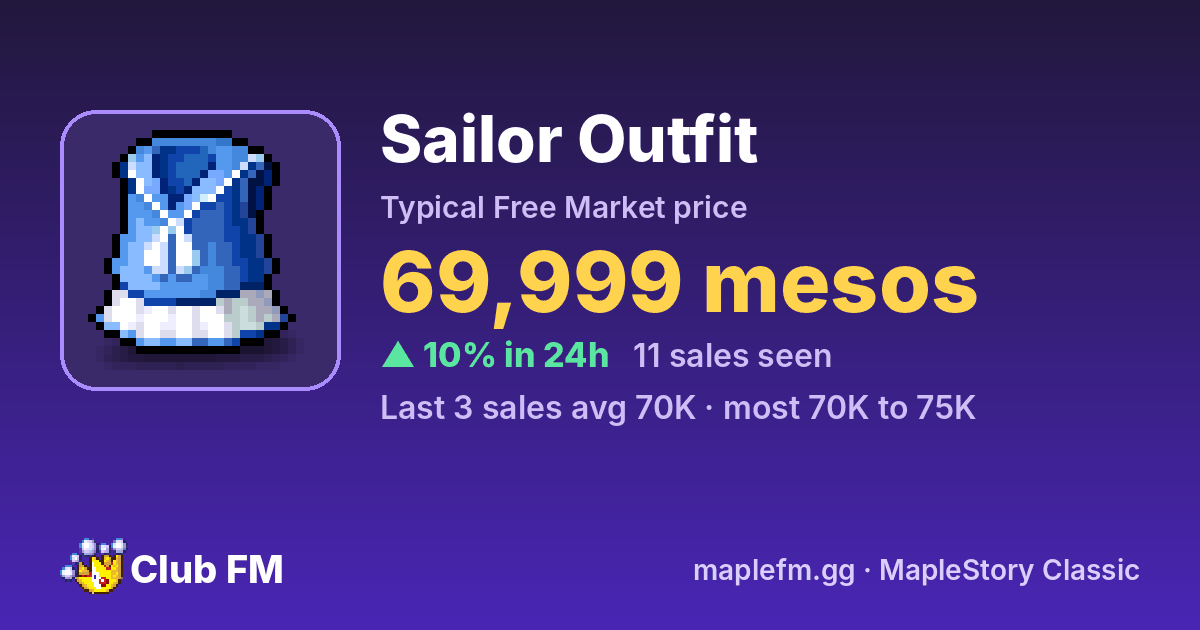 Sailor Outfit
Typical Free Market price
69,999 mesos
▲ 10% in 24h 11 sales seen
Last 3 sales avg 70K · most 70K to 75K
Club FM
maplefm.gg · MapleStory Classic